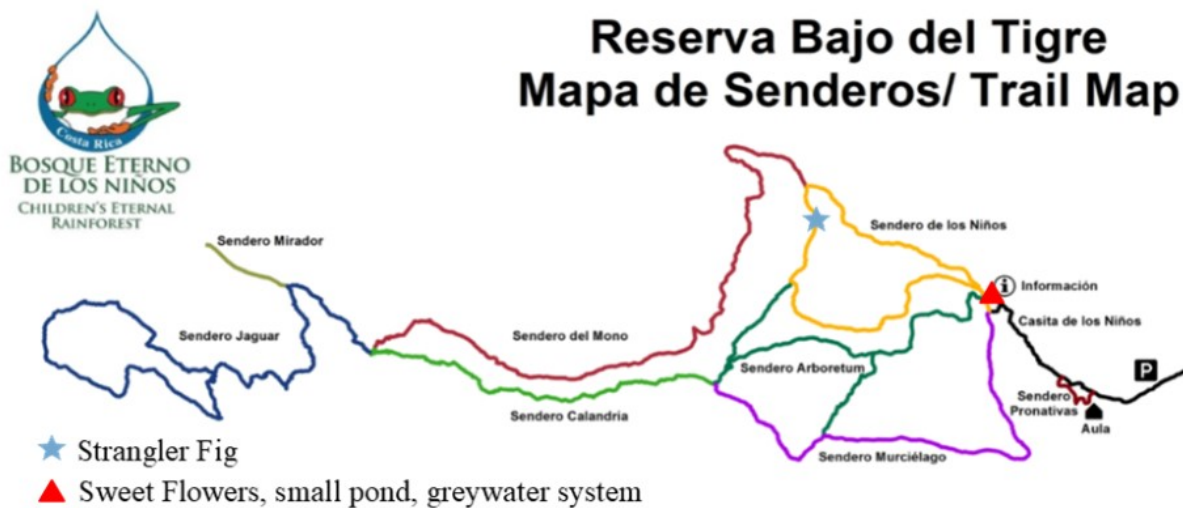 Reserva Bajo del Tigre
Mapa de Senderos/ Trail Map
Costa Rica
BOSQUE ETERNO
DE LOS NIÑOS
CHILDREN'S ETERNAL
RAINFOREST
Sendero de los Niños
Sendero Mirador
i Información
Casita de los Niños
Sendero Jaguar
Sendero del Mono
Sendero Arboretum
P
Sendero
Pronativas
Aula
Sendero Calandria
Sendero Murciélago
Strangler Fig
Sweet Flowers, small pond, greywater system